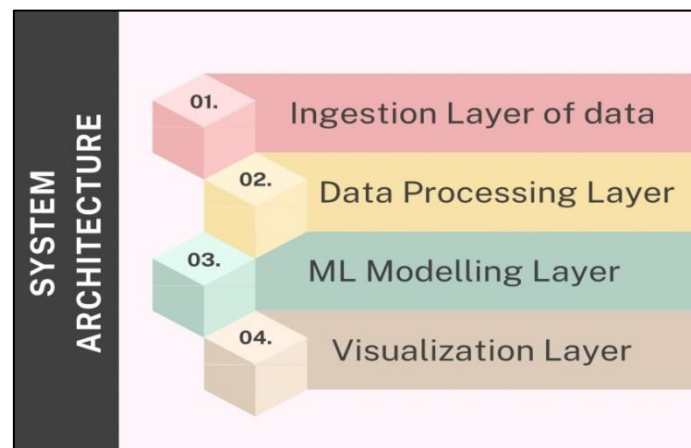 SYSTEM
ARCHITECTURE
01.
Ingestion Layer of data
02.
Data Processing Layer
03.
ML Modelling Layer
04.
Visualization Layer